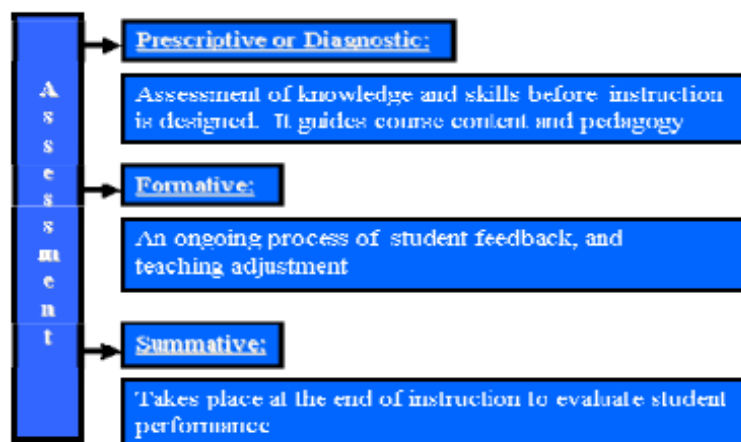 Assessment
Prescriptive or Diagnostic:
Assessment of knowledge and skills before instruction
is designed. It guides course content and pedagogy
Formative:
An ongoing process of student feedback, and
teaching adjustment
Summative:
Takes place at the end of instruction to evaluate student
performance